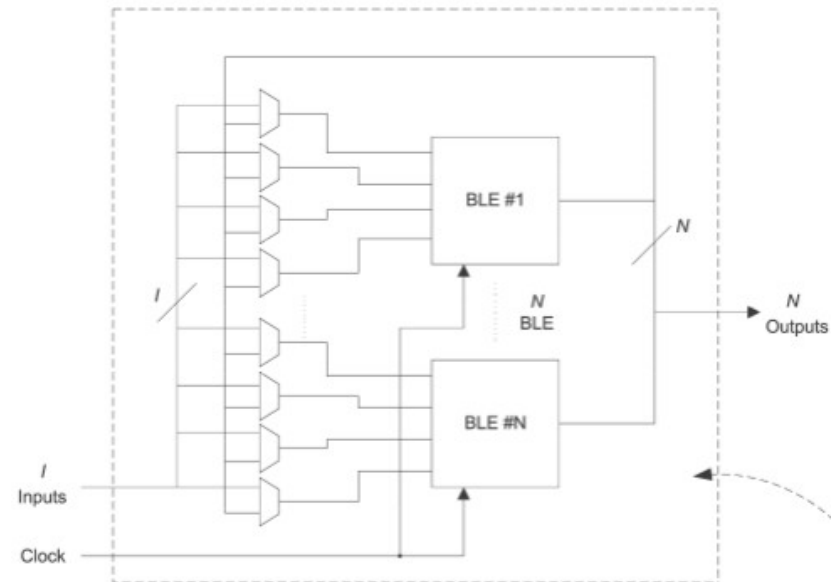 BLE #1
N
I
N
BLE
N
Outputs
BLE #N
I
Inputs
Clock